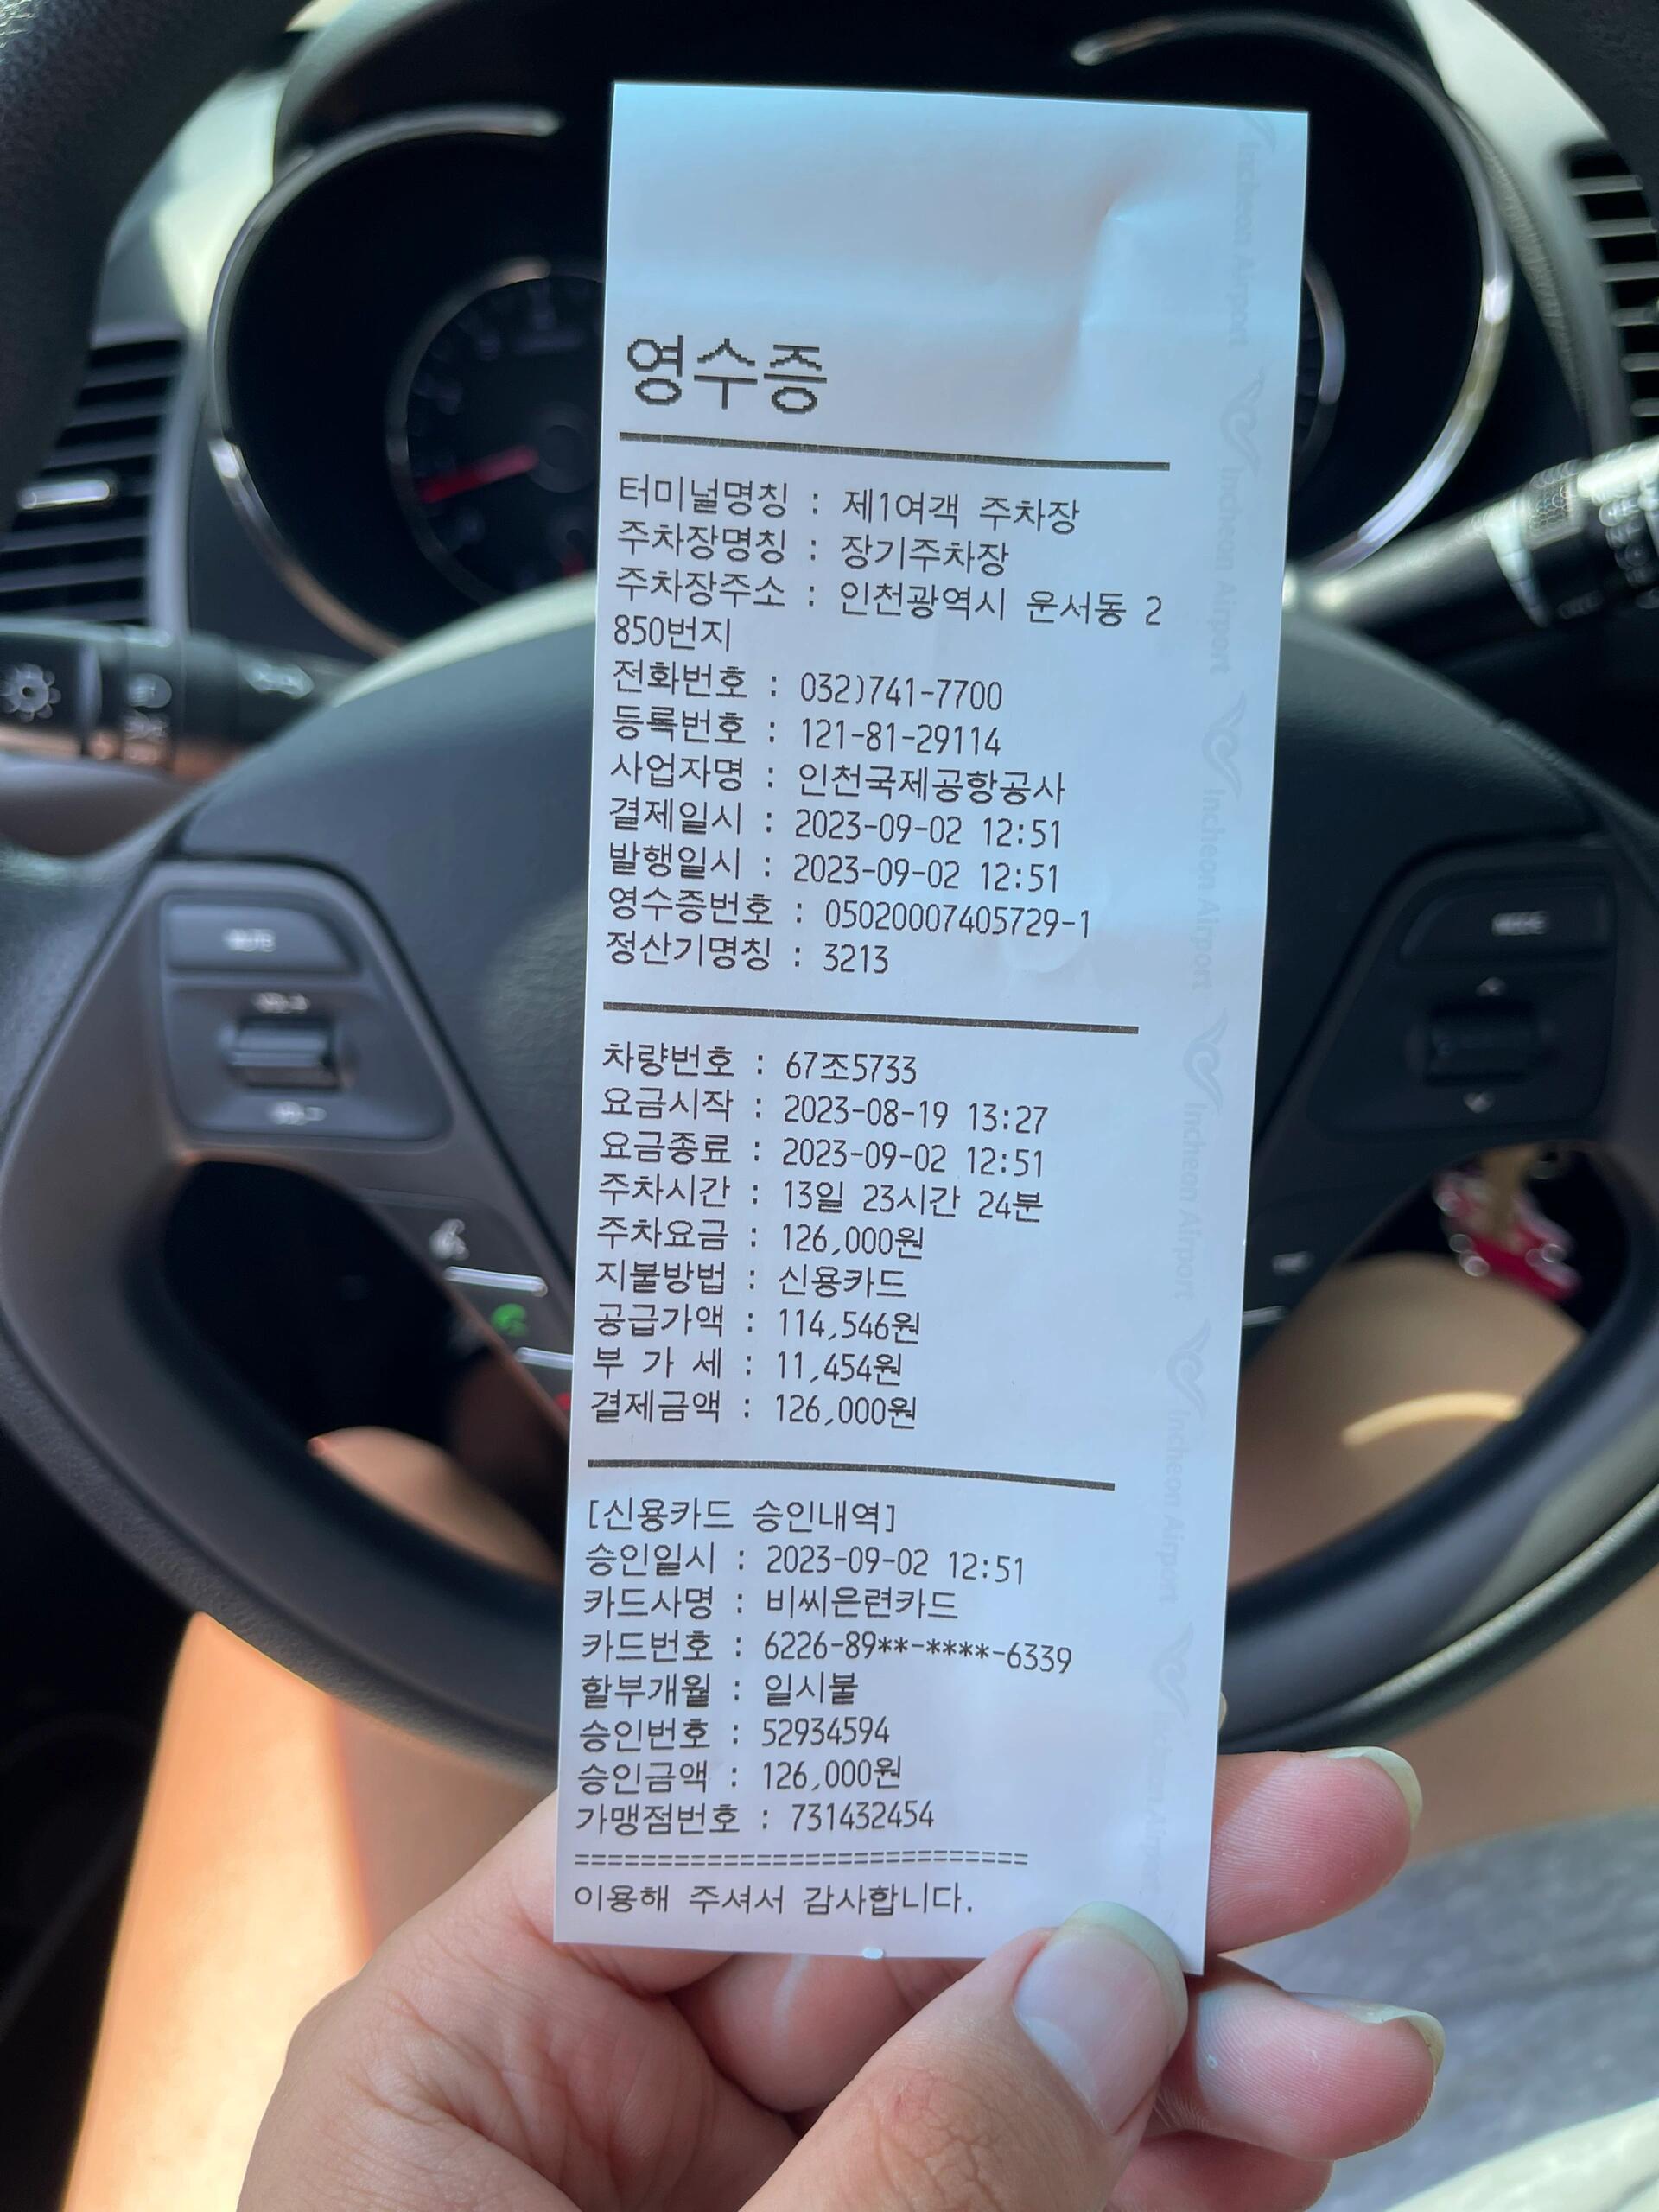 영수증
터미널명칭 : 제1여객 주차장
주차장명칭 : 장기주차장
주차장주소 : 인천광역시 운서동 2
850번지
전화번호 : 032)741-7700
등록번호 : 121-81-29114
사업자명 : 인천국제공항공사
결제일시 : 2023-09-02 12:51
발행일시 : 2023-09-02 12:51
영수증번호 : 05020007405729-1
정산기명칭 : 3213
차량번호 : 67조5733
요금시작 : 2023-08-19 13:27
요금종료 : 2023-09-02 12:51
주차시간 : 13일 23시간 24분
주차요금 : 126,000원
지불방법 : 신용카드
공급가액 : 114,546원
부 가 세 : 11,454원
결제금액 : 126,000원
[신용카드 승인내역]
승인일시 : 2023-09-02 12:51
카드사명 : 비씨은련카드
카드번호 : 6226-89**-****-6339
할부개월 : 일시불
승인번호 : 52934594
승인금액 : 126,000원
가맹점번호 : 731432454
============================
이용해 주셔서 감사합니다.
Incheon Airport
Incheon Airport
Incheon Airport
Incheon Airport
Incheon Airport
MUTE
MODE